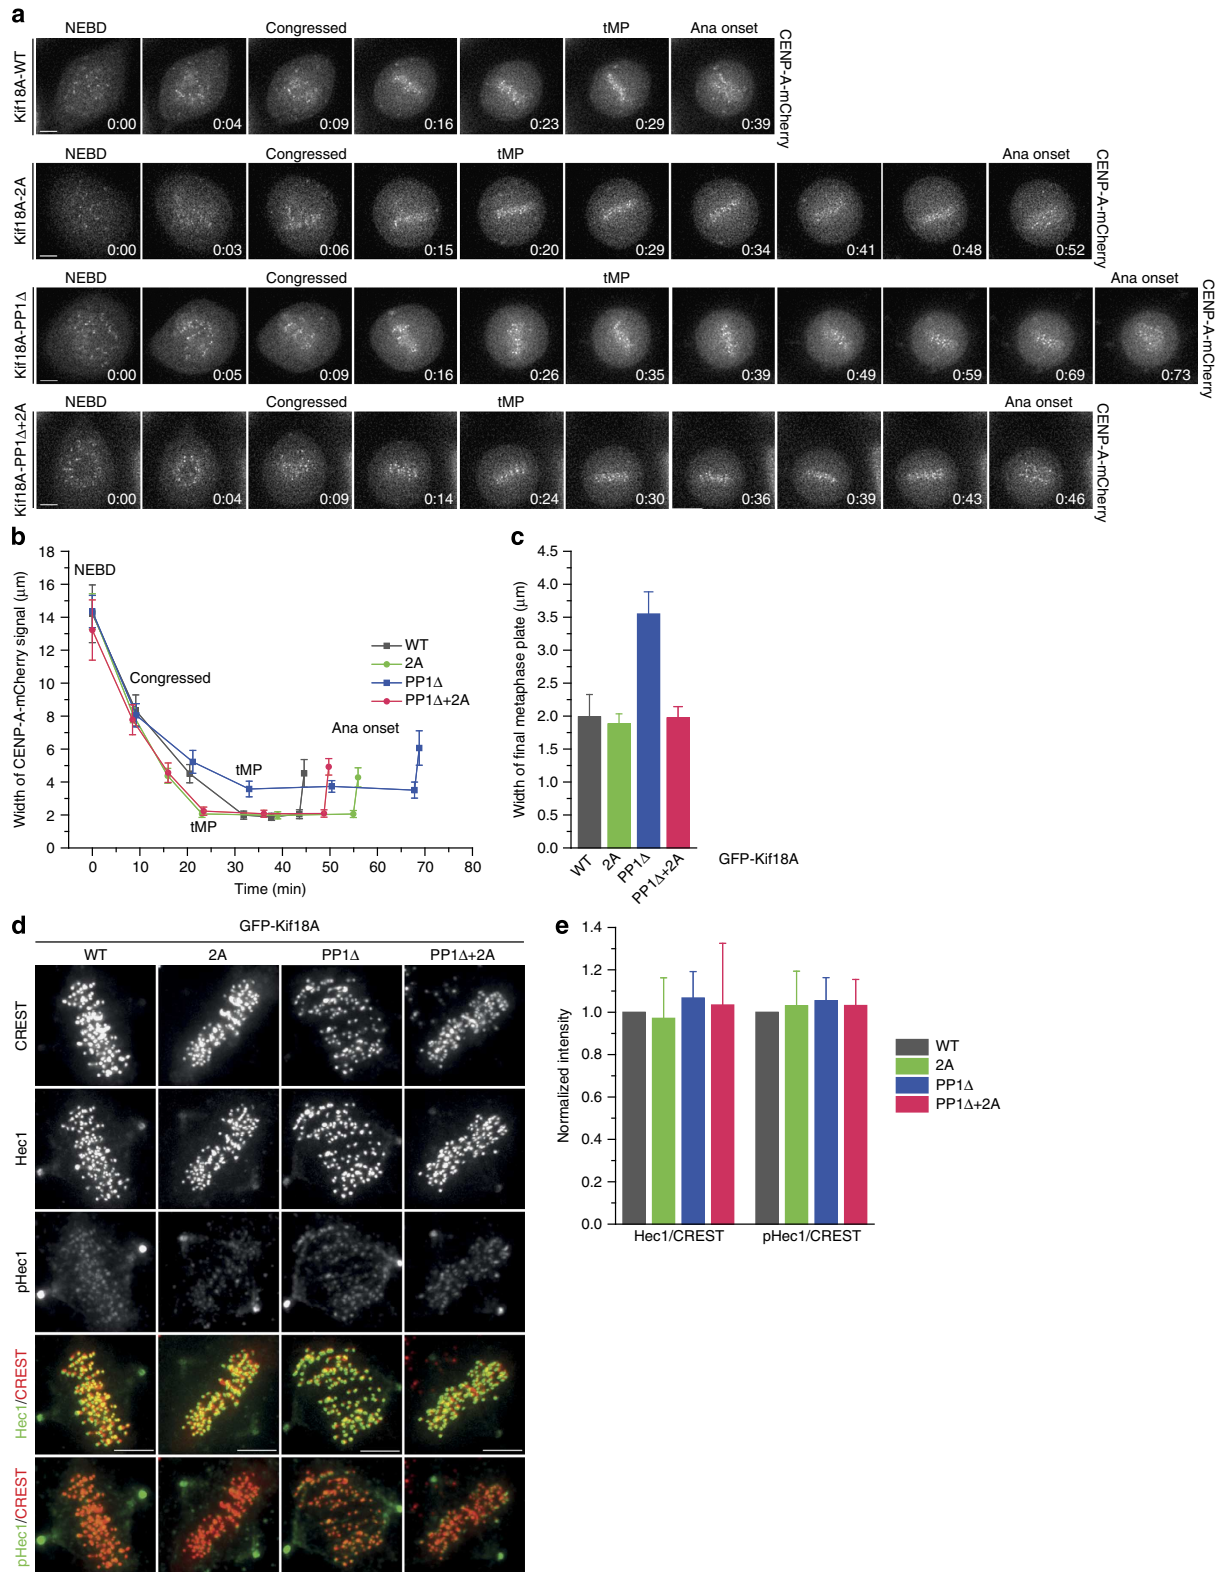 a
NEBD Congressed tMP Ana onset
Kif18A-WT
0:00 0:04 0:09 0:16 0:23 0:29 0:39
CENP-A-mCherry
NEBD Congressed tMP Ana onset
Kif18A-2A
0:00 0:03 0:06 0:15 0:20 0:29 0:34 0:41 0:48 0:52
CENP-A-mCherry
NEBD Congressed tMP Ana onset
Kif18A-PP1Δ
0:00 0:05 0:09 0:16 0:26 0:35 0:39 0:49 0:59 0:69 0:73
CENP-A-mCherry
NEBD Congressed tMP Ana onset
Kif18A-PP1Δ+2A
0:00 0:04 0:09 0:14 0:24 0:30 0:36 0:39 0:43 0:46
CENP-A-mCherry
b
Width of CENP-A-mCherry signal (μm)
18
16
14
12
10
8
6
4
2
0
NEBD
Congressed
tMP
tMP
Ana onset
WT
2A
PP1Δ
PP1Δ+2A
0 10 20 30 40 50 60 70 80
Time (min)
c
Width of final metaphase plate (μm)
4.5
4.0
3.5
3.0
2.5
2.0
1.5
1.0
0.5
0.0
WT 2A PP1Δ PP1Δ+2A
GFP-Kif18A
d
GFP-Kif18A
WT 2A PP1Δ PP1Δ+2A
CREST
Hec1
pHec1
Hec1/CREST
pHec1/CREST
e
Normalized intensity
1.4
1.2
1.0
0.8
0.6
0.4
0.2
0.0
Hec1/CREST pHec1/CREST
WT
2A
PP1Δ
PP1Δ+2A